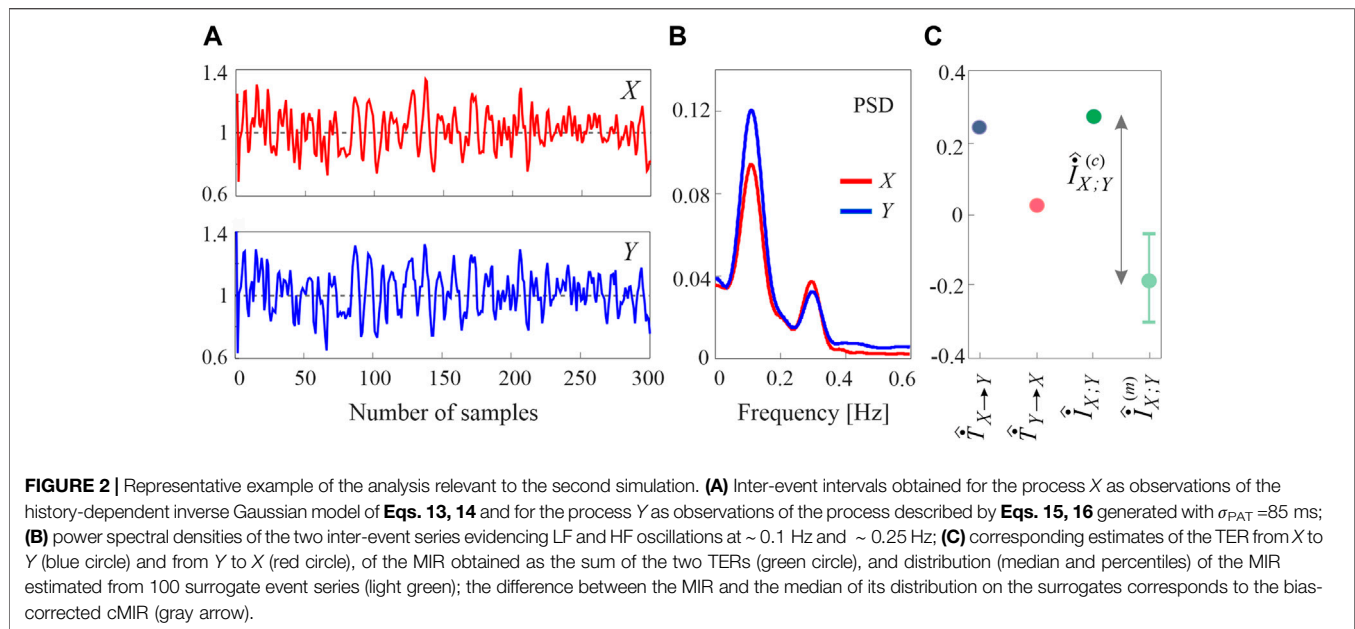 A
B
C
1.4
1
0.6
X
1.4
1
0.6
Y
0 50 100 150 200 250 300
Number of samples
0.12
0.08
0.04
0
PSD
X
Y
0 0.2 0.4 0.6
Frequency [Hz]
0.4
0.2
0
-0.2
-0.4
Î̇^(c)_X;Y
T̂̇_X→Y
T̂̇_Y→X
Î̇_X;Y
Î̇^(m)_X;Y
FIGURE 2 | Representative example of the analysis relevant to the second simulation. (A) Inter-event intervals obtained for the process X as observations of the
history-dependent inverse Gaussian model of Eqs. 13, 14 and for the process Y as observations of the process described by Eqs. 15, 16 generated with σPAT =85 ms;
(B) power spectral densities of the two inter-event series evidencing LF and HF oscillations at ~ 0.1 Hz and ~ 0.25 Hz; (C) corresponding estimates of the TER from X to
Y (blue circle) and from Y to X (red circle), of the MIR obtained as the sum of the two TERs (green circle), and distribution (median and percentiles) of the MIR
estimated from 100 surrogate event series (light green); the difference between the MIR and the median of its distribution on the surrogates corresponds to the bias-
corrected cMIR (gray arrow).